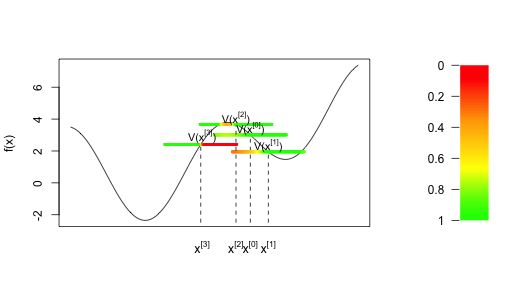 f(x)
6
4
2
0
-2
V(x^[2])
V(x^[0])
V(x^[3])
V(x^[1])
x^[3] x^[2] x^[0] x^[1]
0
0.2
0.4
0.6
0.8
1